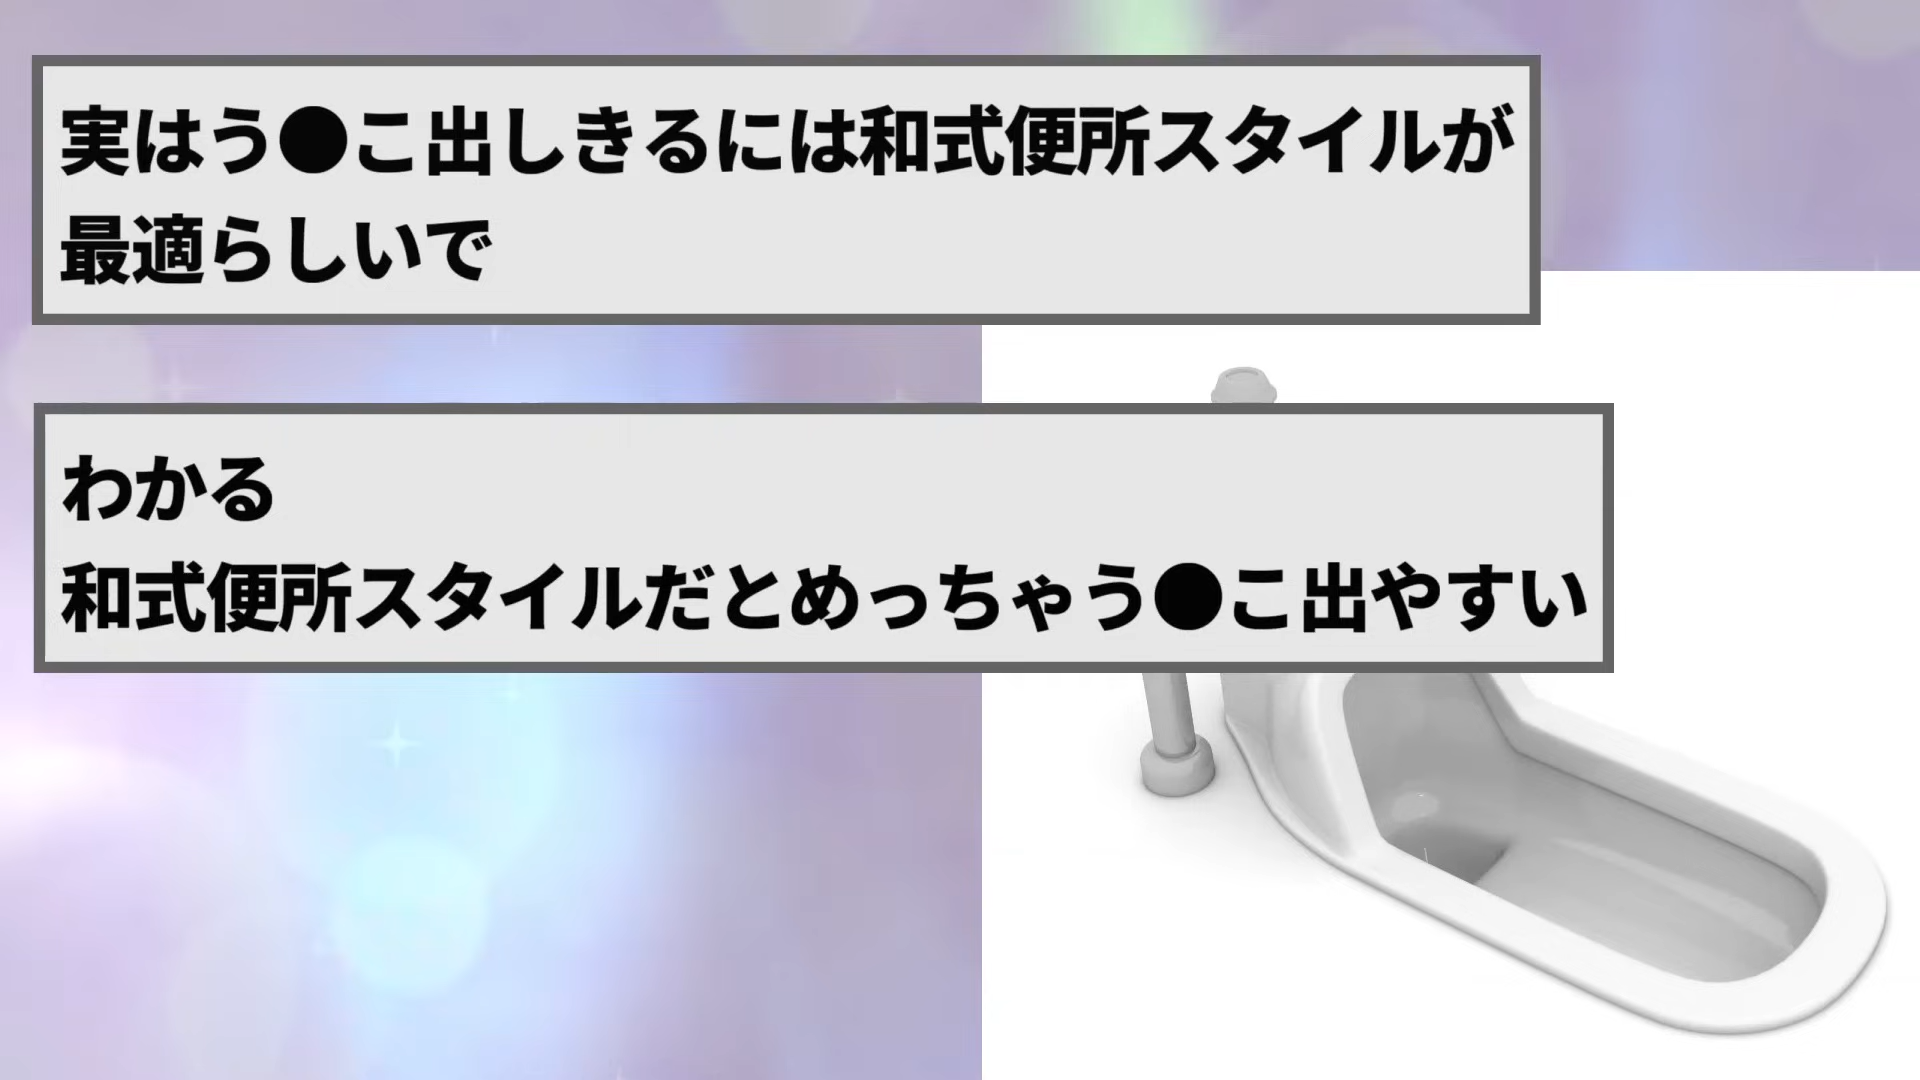 実はう●こ出しきるには和式便所スタイルが
最適らしいで
わかる
和式便所スタイルだとめっちゃう●こ出やすい